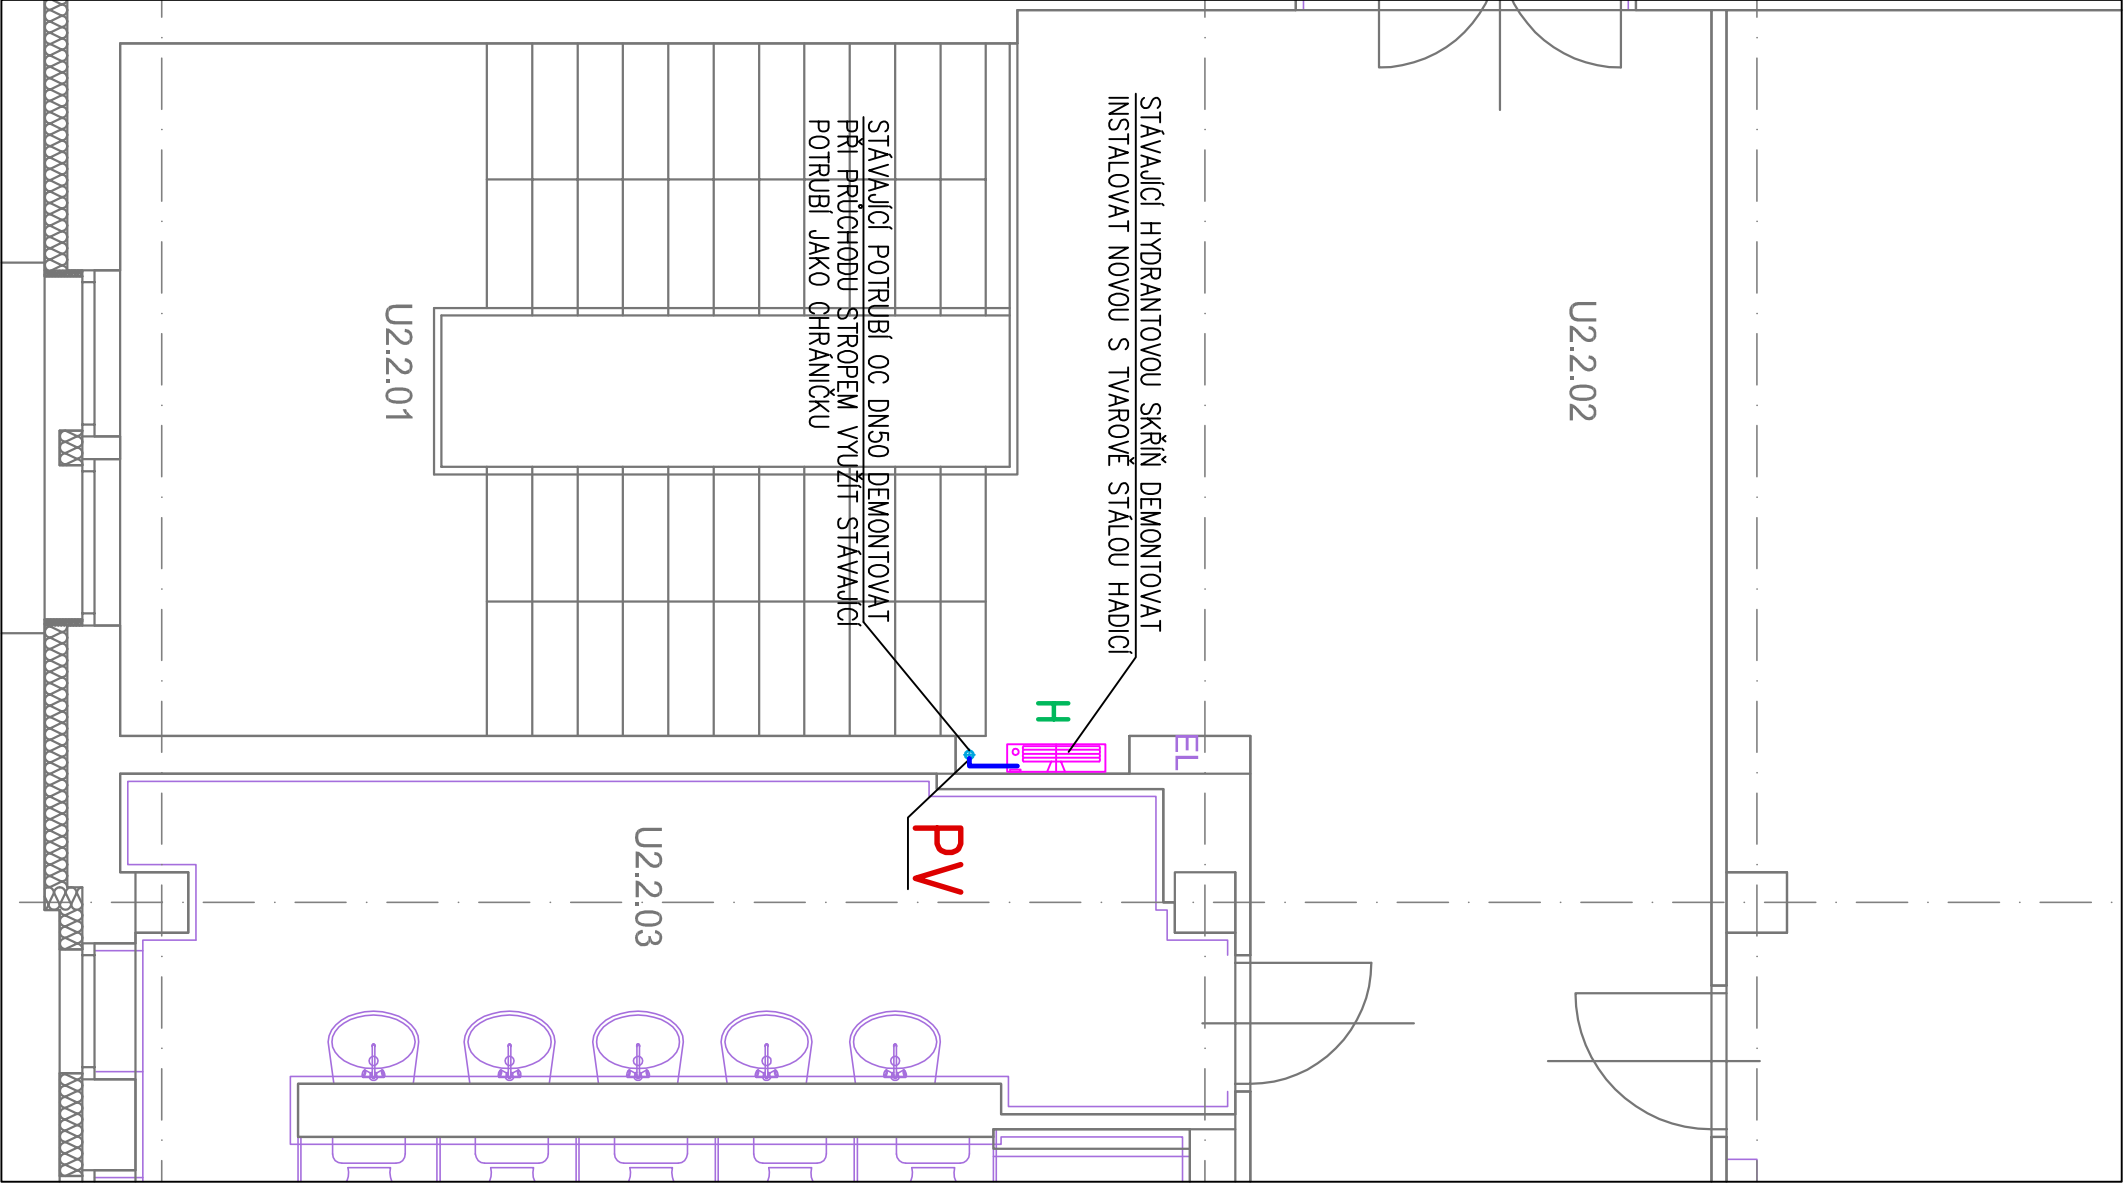 STÁVAJÍCÍ HYDRANTOVOU SKŘÍŇ DEMONTOVAT
INSTALOVAT NOVOU S TVAROVĚ STÁLOU HADICÍ
STÁVAJÍCÍ POTRUBÍ OC DN50 DEMONTOVAT
PŘI PRŮCHODU STROPEM VYUŽÍT STÁVAJÍCÍ
POTRUBÍ JAKO CHRÁNIČKU
U2.2.02
U2.2.01
H
EL
PV
U2.2.03